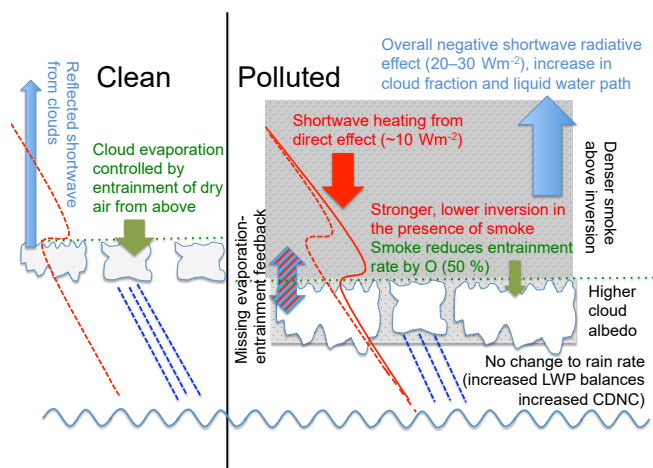 Clean
Reflected shortwave
from clouds
Cloud evaporation
controlled by
entrainment of dry
air from above
Polluted
Overall negative shortwave radiative
effect (20–30 Wm-2), increase in
cloud fraction and liquid water path
Shortwave heating from
direct effect (~10 Wm-2)
Denser smoke
above inversion
Stronger, lower inversion in
the presence of smoke
Smoke reduces entrainment
rate by O (50 %)
Missing evaporation-
entrainment feedback
Higher
cloud
albedo
No change to rain rate
(increased LWP balances
increased CDNC)